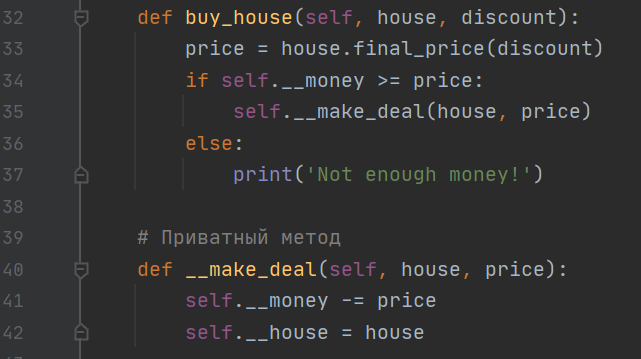 32 def buy_house(self, house, discount):
33 price = house.final_price(discount)
34 if self.__money >= price:
35 self.__make_deal(house, price)
36 else:
37 print('Not enough money!')
38
39 # Приватный метод
40 def __make_deal(self, house, price):
41 self.__money -= price
42 self.__house = house